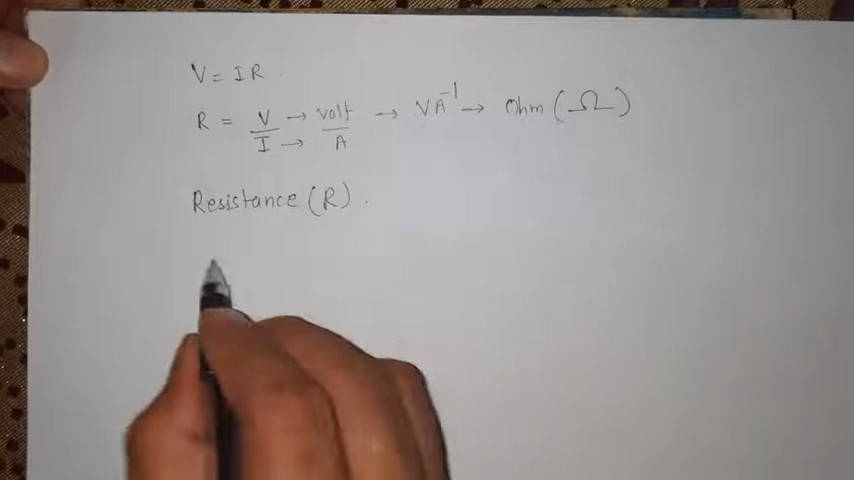 V = IR.
R = V/I → volt/A → VA⁻¹ → Ohm (Ω)
Resistance (R).